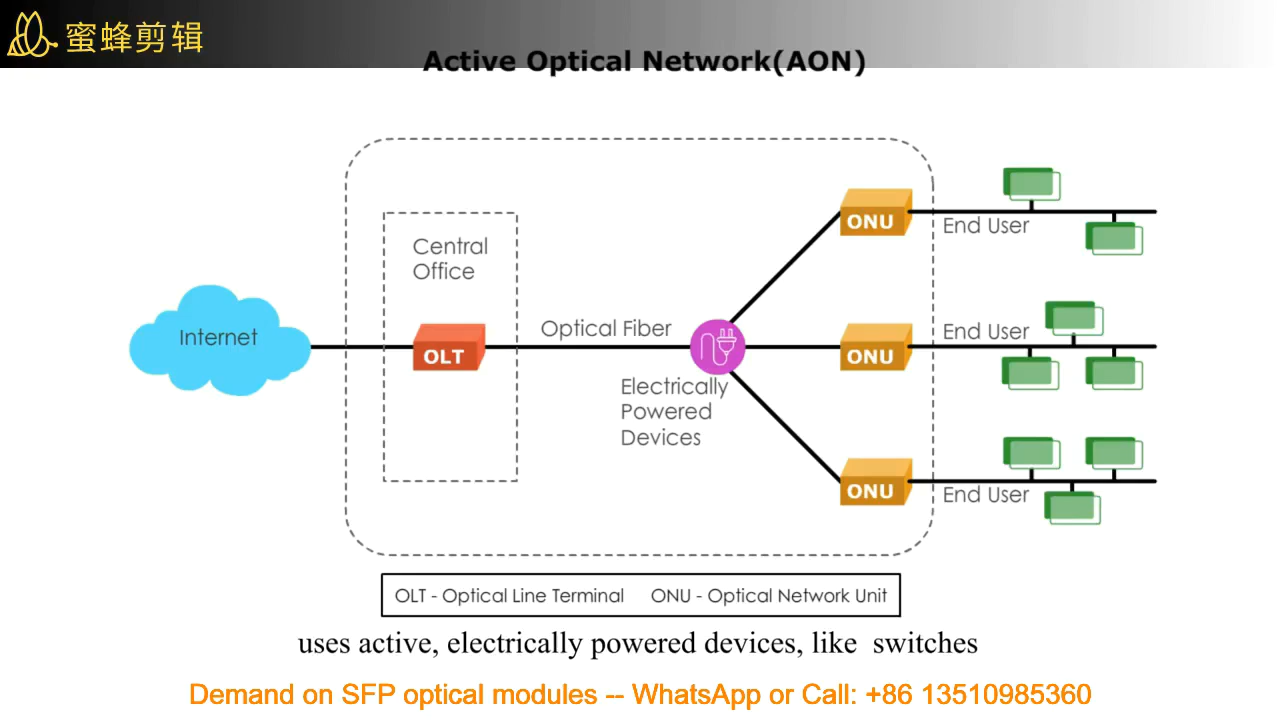 蜜蜂剪辑
Active Optical Network(AON)
Central
Office
Internet
OLT
Optical Fiber
Electrically
Powered
Devices
ONU
End User
ONU
End User
ONU
End User
OLT - Optical Line Terminal ONU - Optical Network Unit
uses active, electrically powered devices, like switches
Demand on SFP optical modules -- WhatsApp or Call: +86 13510985360